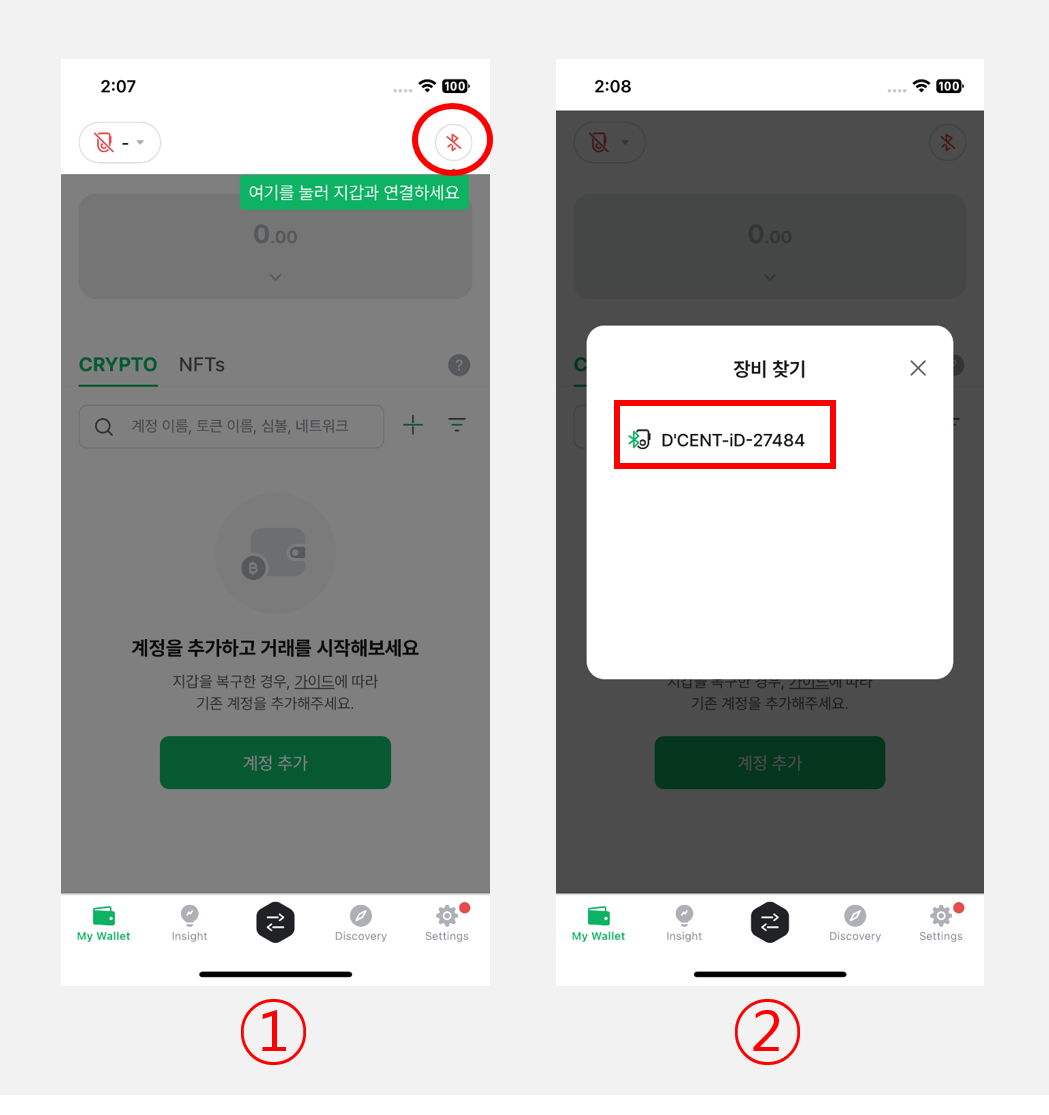 2:07
100
-
여기를 눌러 지갑과 연결하세요
0.00
CRYPTO NFTs
?
계정 이름, 토큰 이름, 심볼, 네트워크
계정을 추가하고 거래를 시작해보세요
지갑을 복구한 경우, 가이드에 따라
기존 계정을 추가해주세요.
계정 추가
My Wallet
Insight
Discovery
Settings
①
2:08
100
-
0.00
C
장비 찾기
D'CENT-iD-27484
지갑을 복구한 경우, 가이드에 따라
기존 계정을 추가해주세요.
계정 추가
My Wallet
Insight
Discovery
Settings
②